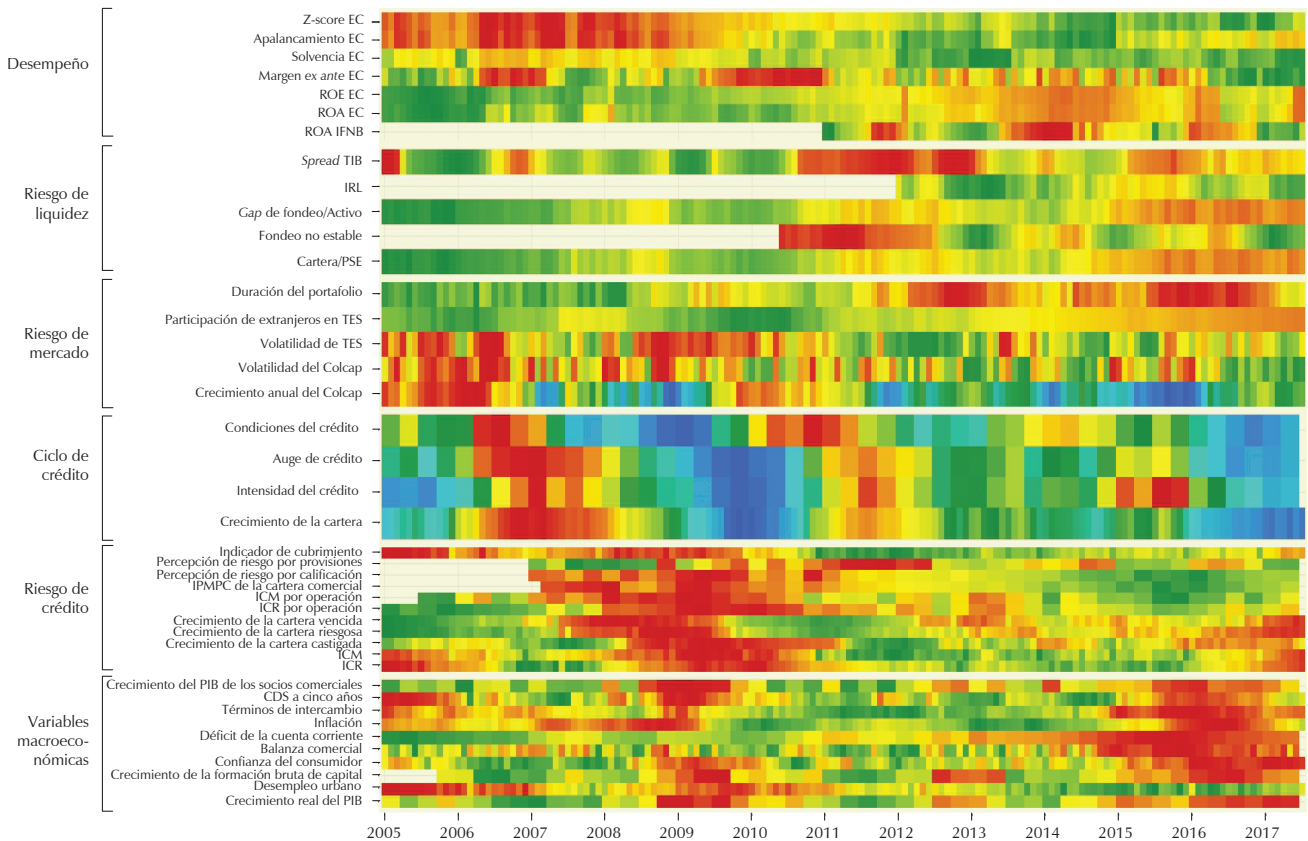 Desempeño
Z-score EC
Apalancamiento EC
Solvencia EC
Margen ex ante EC
ROE EC
ROA EC
ROA IFNB
Riesgo de
liquidez
Spread TIB
IRL
Gap de fondeo/Activo
Fondeo no estable
Cartera/PSE
Riesgo de
mercado
Duración del portafolio
Participación de extranjeros en TES
Volatilidad de TES
Volatilidad del Colcap
Crecimiento anual del Colcap
Ciclo de
crédito
Condiciones del crédito
Auge de crédito
Intensidad del crédito
Crecimiento de la cartera
Riesgo de
crédito
Indicador de cubrimiento
Percepción de riesgo por provisiones
Percepción de riesgo por calificación
IPMPC de la cartera comercial
ICM por operación
ICR por operación
Crecimiento de la cartera vencida
Crecimiento de la cartera riesgosa
Crecimiento de la cartera castigada
ICM
ICR
Variables
macroeco-
nómicas
Crecimiento del PIB de los socios comerciales
CDS a cinco años
Términos de intercambio
Inflación
Déficit de la cuenta corriente
Balanza comercial
Confianza del consumidor
Crecimiento de la formación bruta de capital
Desempleo urbano
Crecimiento real del PIB
2005 2006 2007 2008 2009 2010 2011 2012 2013 2014 2015 2016 2017